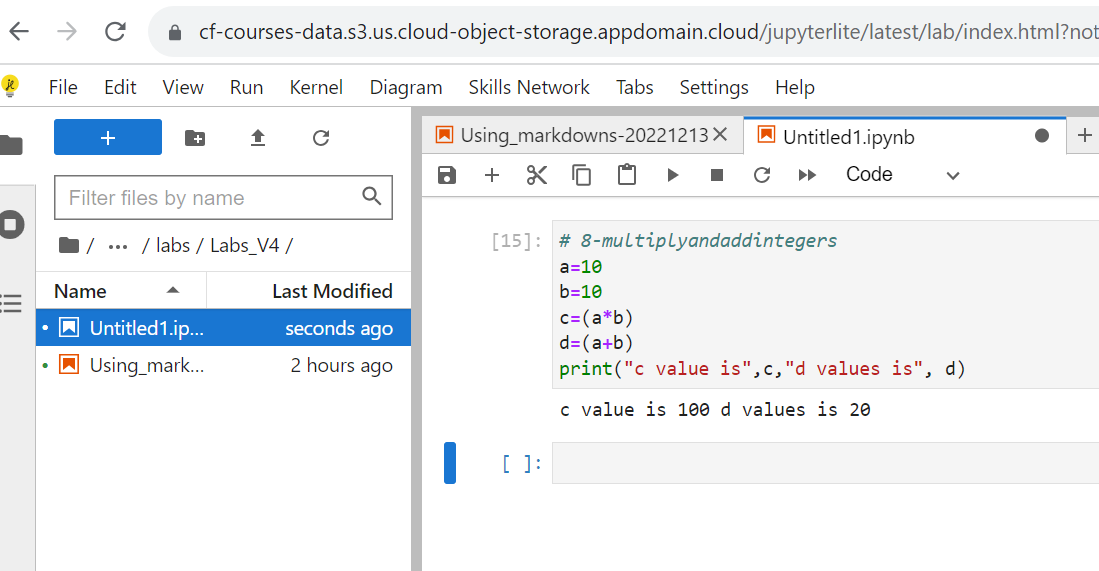 cf-courses-data.s3.us.cloud-object-storage.appdomain.cloud/jupyterlite/latest/lab/index.html?not
File Edit View Run Kernel Diagram Skills Network Tabs Settings Help
+
Filter files by name
/ ... / labs / Labs_V4 /
Name Last Modified
Untitled1.ip... seconds ago
Using_mark... 2 hours ago
Using_markdowns-20221213 Untitled1.ipynb
Code
[15]: # 8-multiplyandaddintegers
a=10
b=10
c=(a*b)
d=(a+b)
print("c value is",c,"d values is", d)
c value is 100 d values is 20
[ ]: